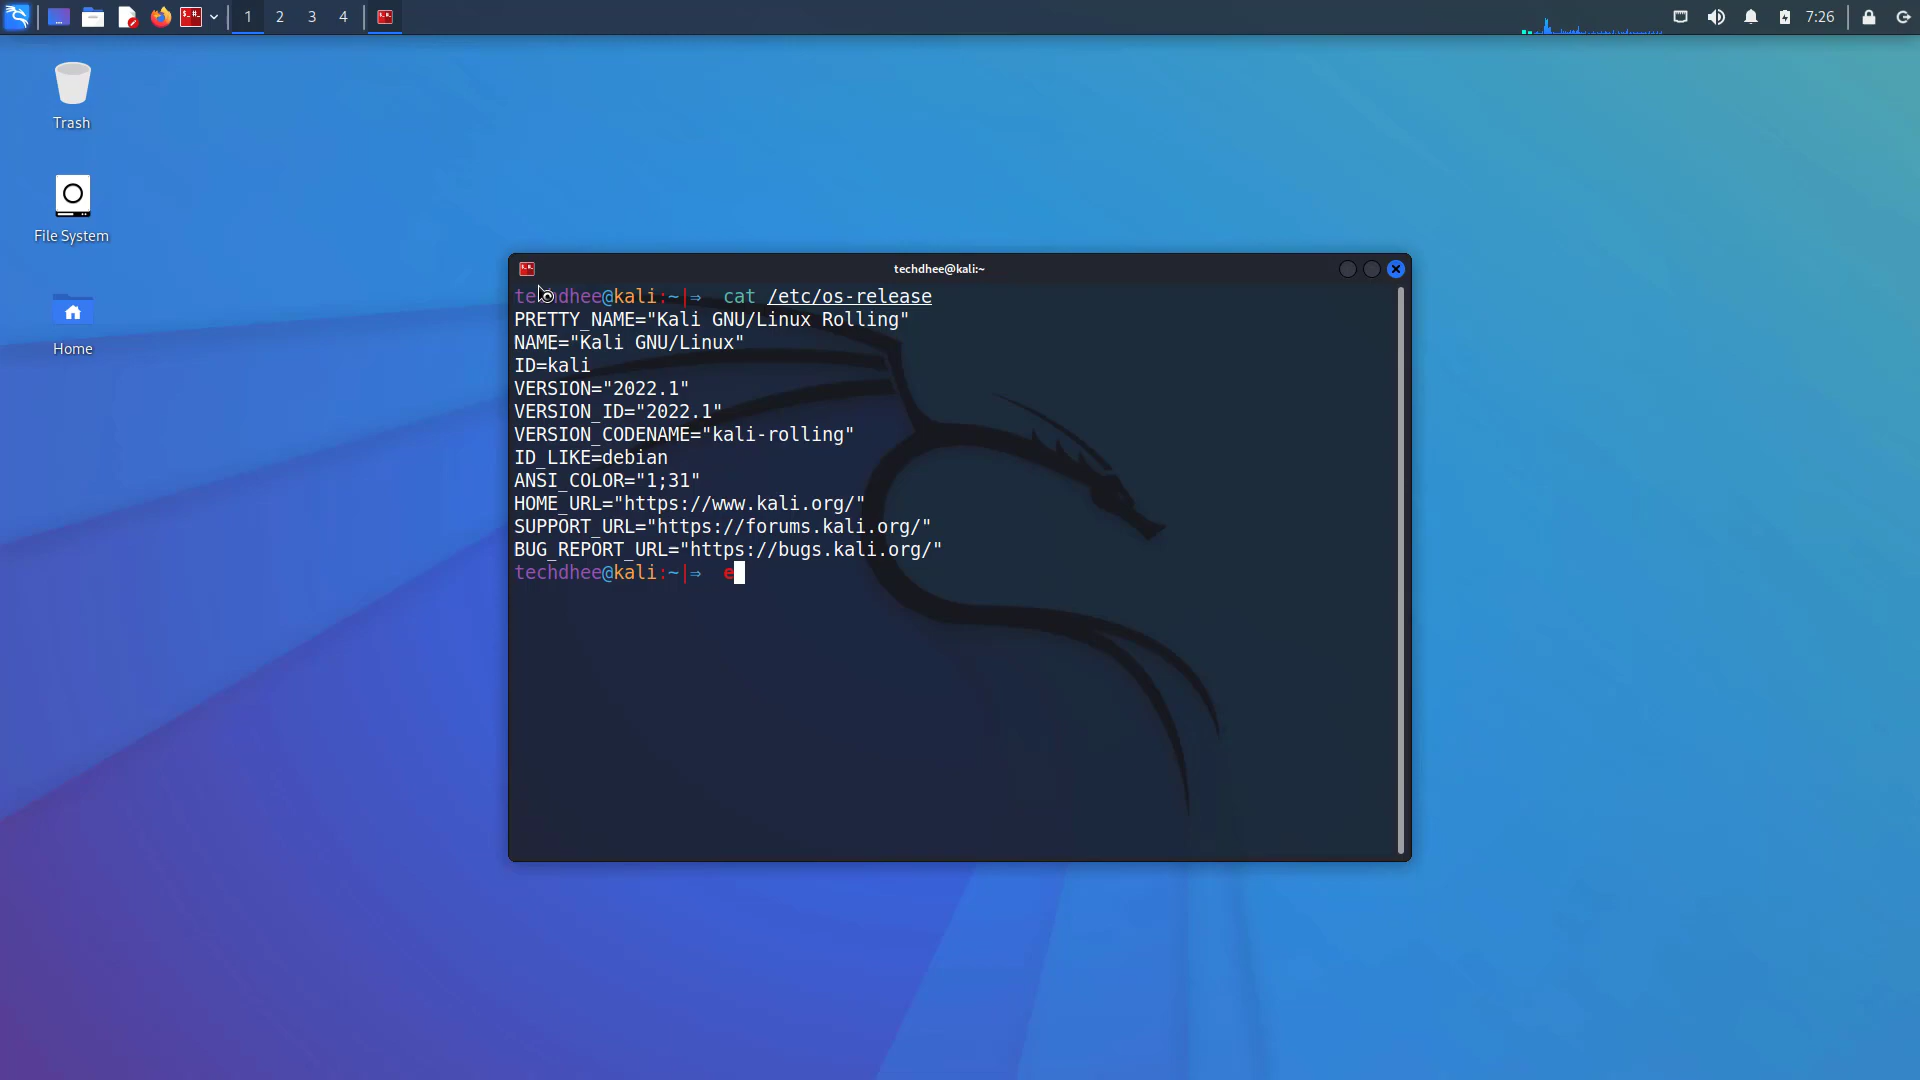 1 2 3 4
7:26
Trash
File System
Home
techdhee@kali:~
techdhee@kali:~|⇒  cat /etc/os-release
PRETTY_NAME="Kali GNU/Linux Rolling"
NAME="Kali GNU/Linux"
ID=kali
VERSION="2022.1"
VERSION_ID="2022.1"
VERSION_CODENAME="kali-rolling"
ID_LIKE=debian
ANSI_COLOR="1;31"
HOME_URL="https://www.kali.org/"
SUPPORT_URL="https://forums.kali.org/"
BUG_REPORT_URL="https://bugs.kali.org/"
techdhee@kali:~|⇒  e